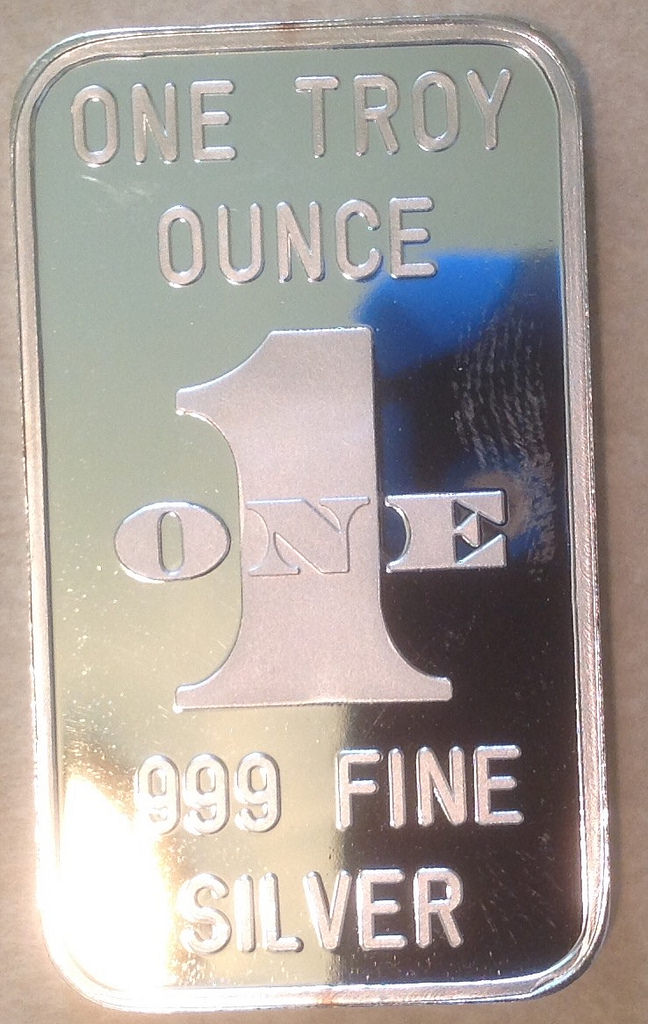 ONE TROY
OUNCE
1
ONE
999 FINE
SILVER